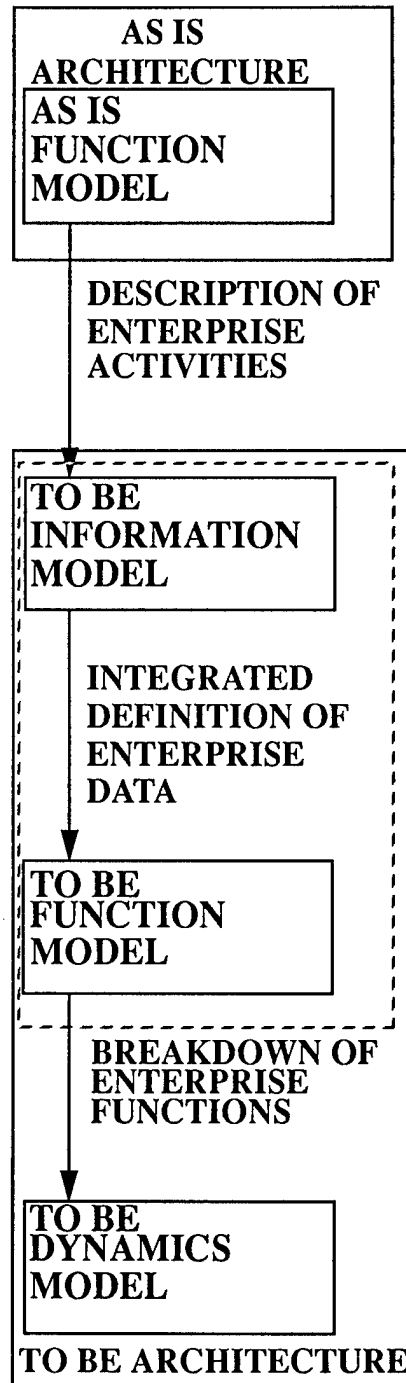 AS IS
ARCHITECTURE
AS IS
FUNCTION
MODEL
DESCRIPTION OF
ENTERPRISE
ACTIVITIES
TO BE
INFORMATION
MODEL
INTEGRATED
DEFINITION OF
ENTERPRISE
DATA
TO BE
FUNCTION
MODEL
BREAKDOWN OF
ENTERPRISE
FUNCTIONS
TO BE
DYNAMICS
MODEL
TO BE ARCHITECTURE